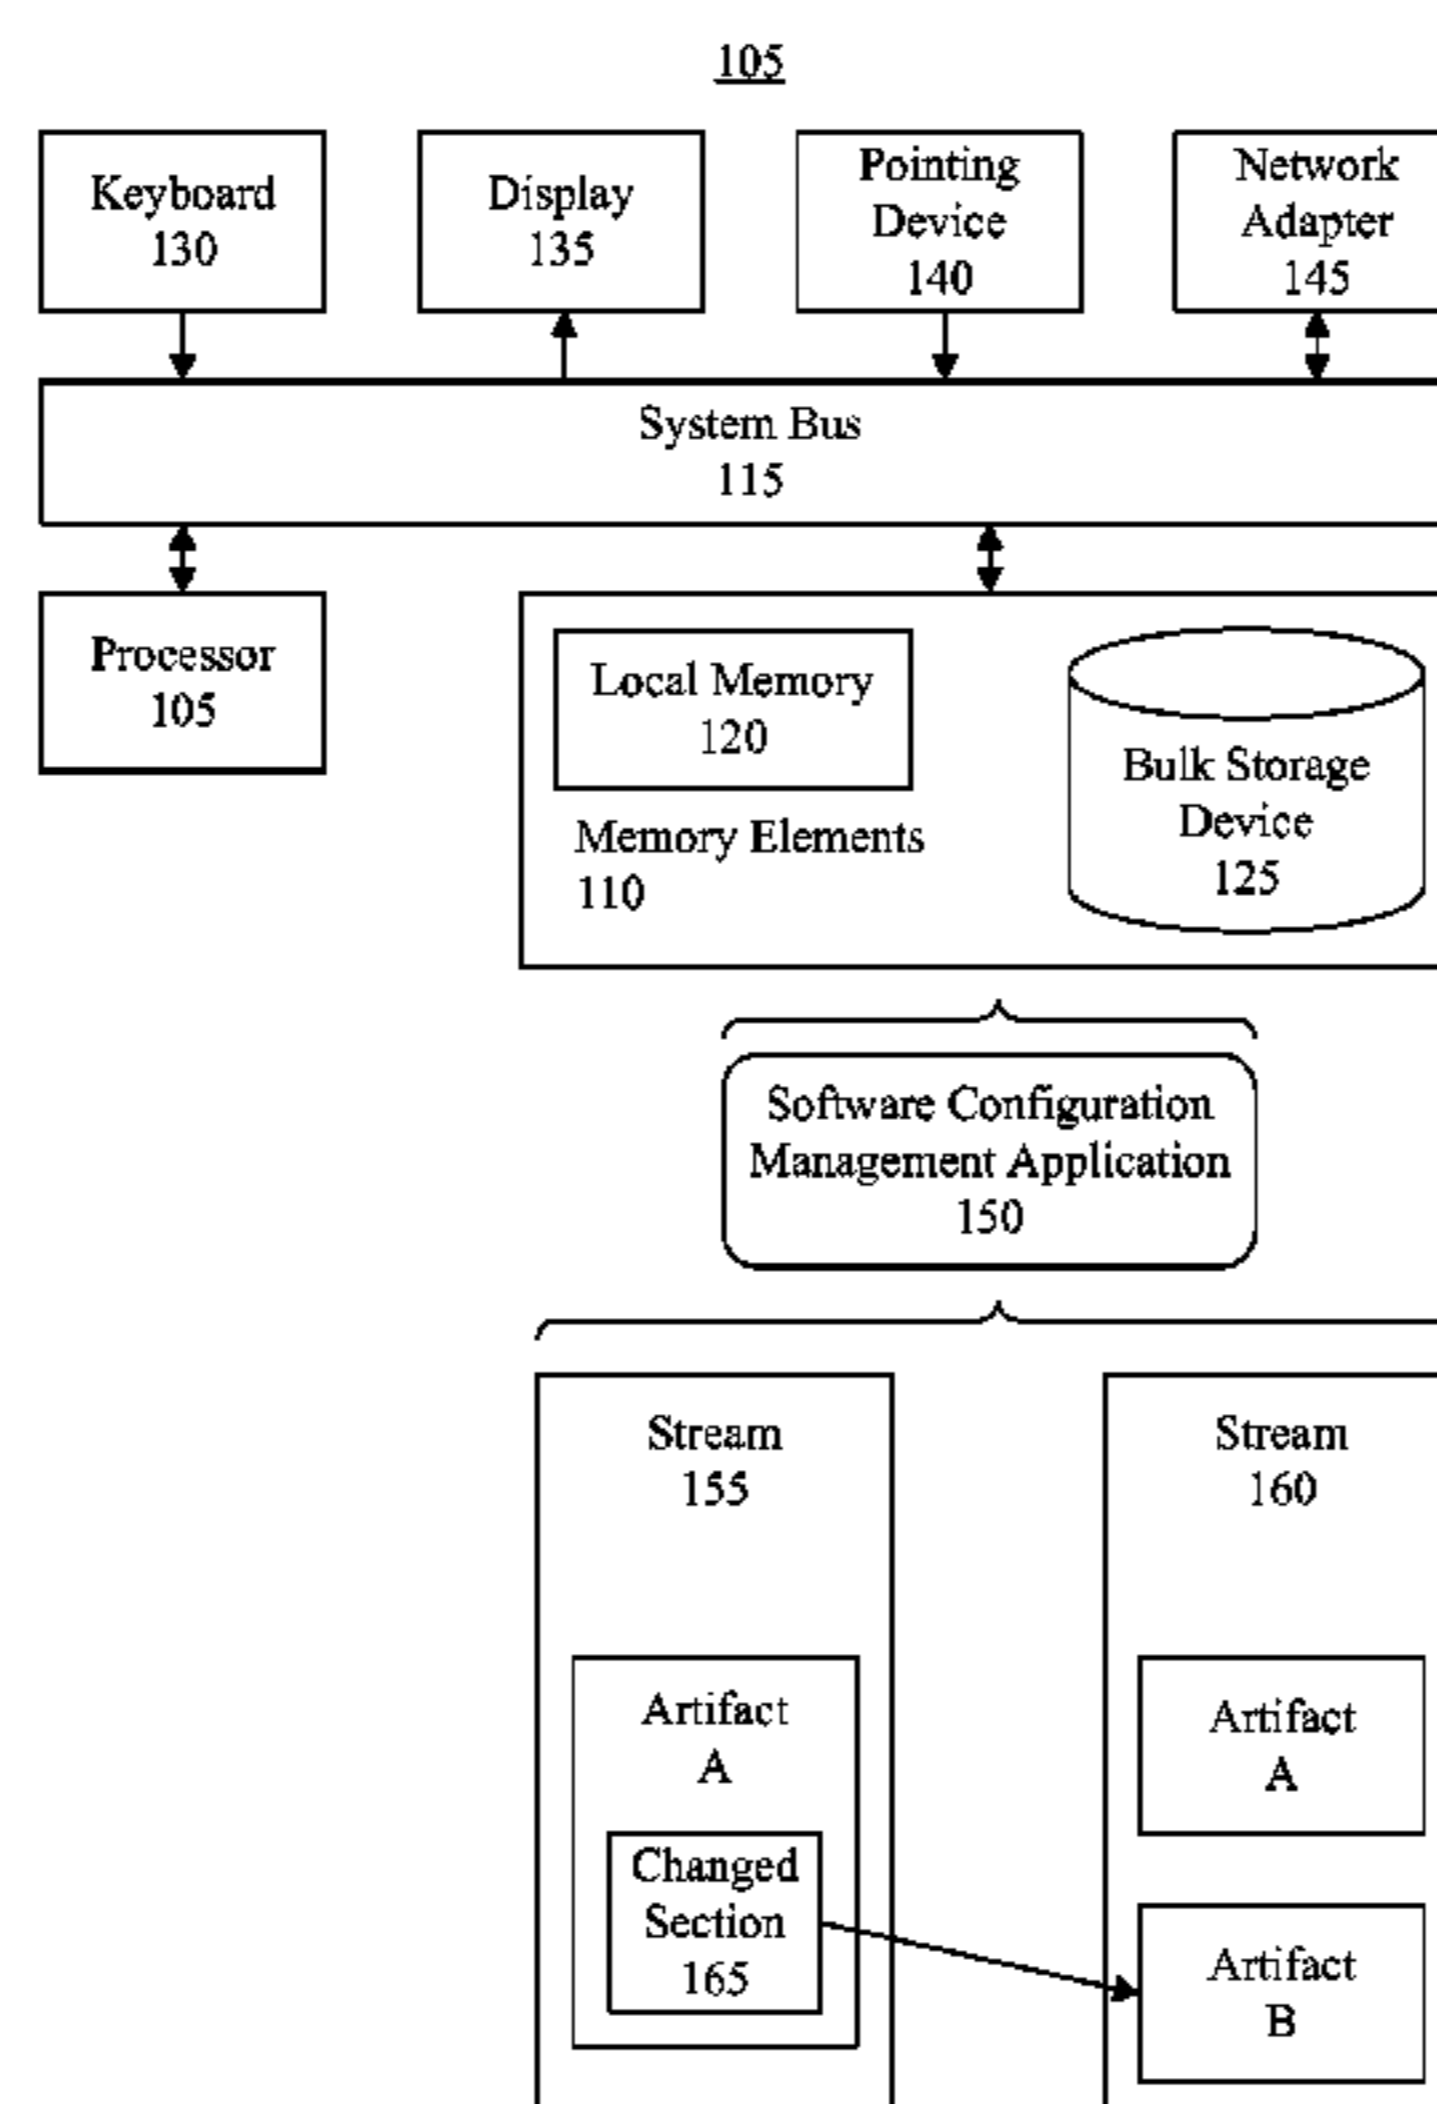 105
Keyboard
130
Display
135
Pointing
Device
140
Network
Adapter
145
System Bus
115
Processor
105
Local Memory
120
Memory Elements
110
Bulk Storage
Device
125
Software Configuration
Management Application
150
Stream
155
Artifact
A
Changed
Section
165
Stream
160
Artifact
A
Artifact
B